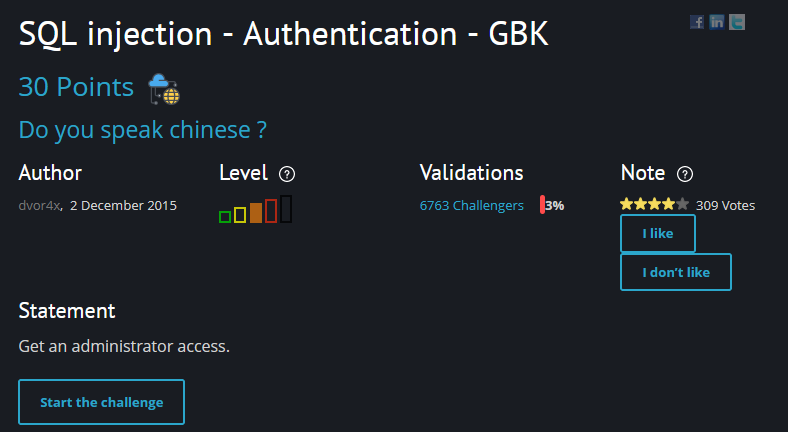 SQL injection - Authentication - GBK
30 Points
Do you speak chinese ?
Author Level ? Validations Note ?
dvor4x, 2 December 2015 6763 Challengers 3% 309 Votes
I like
I don't like
Statement
Get an administrator access.
Start the challenge